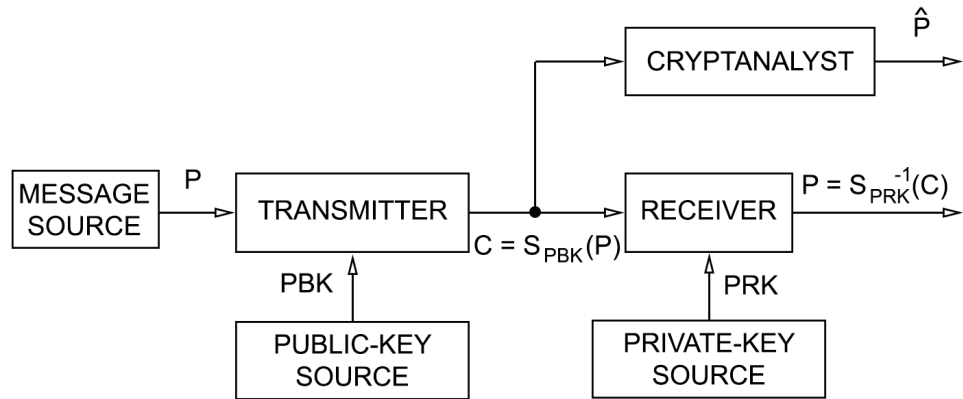 P̂
CRYPTANALYST
MESSAGE
SOURCE
P
TRANSMITTER
C = S_PBK(P)
RECEIVER
P = S_PRK^-1(C)
PBK
PRK
PUBLIC-KEY
SOURCE
PRIVATE-KEY
SOURCE